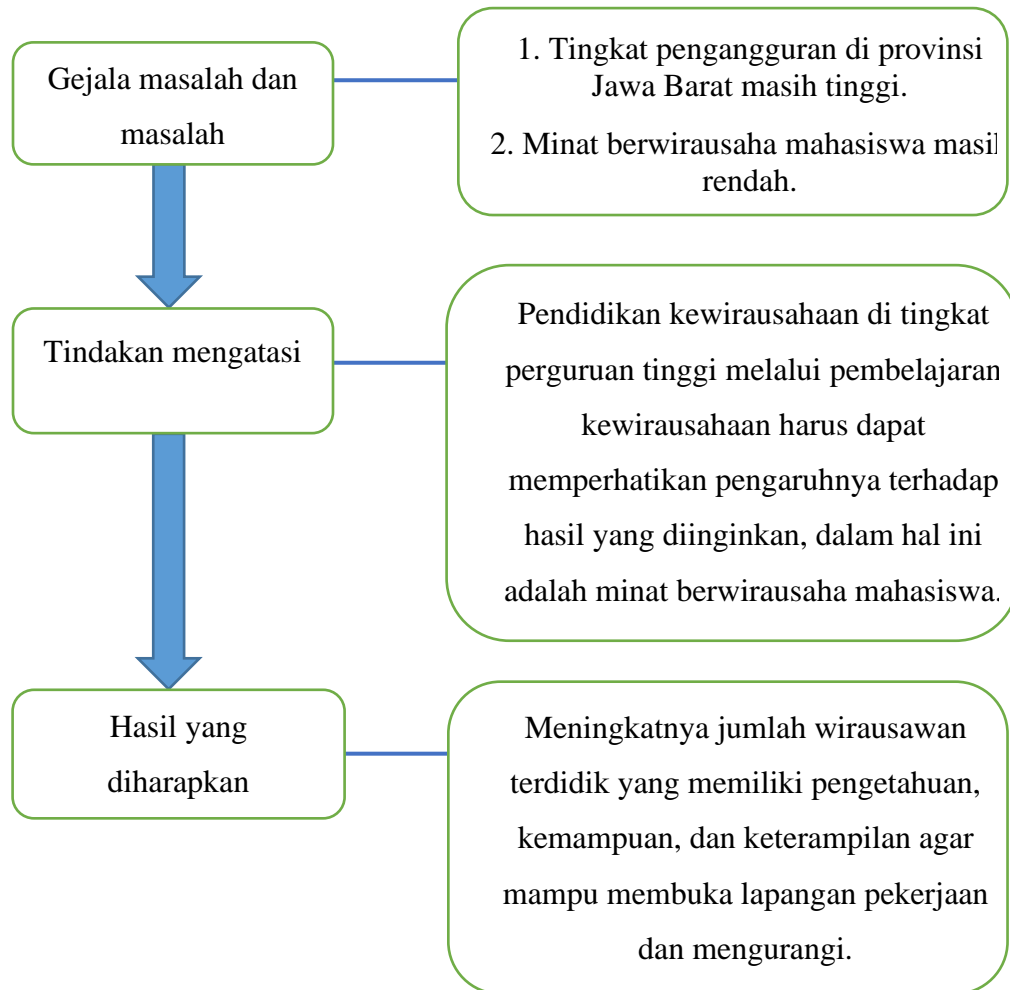 Gejala masalah dan
masalah
1. Tingkat pengangguran di provinsi
Jawa Barat masih tinggi.
2. Minat berwirausaha mahasiswa masil
rendah.
Tindakan mengatasi
Pendidikan kewirausahaan di tingkat
perguruan tinggi melalui pembelajaran
kewirausahaan harus dapat
memperhatikan pengaruhnya terhadap
hasil yang diinginkan, dalam hal ini
adalah minat berwirausaha mahasiswa.
Hasil yang
diharapkan
Meningkatnya jumlah wirausawan
terdidik yang memiliki pengetahuan,
kemampuan, dan keterampilan agar
mampu membuka lapangan pekerjaan
dan mengurangi.